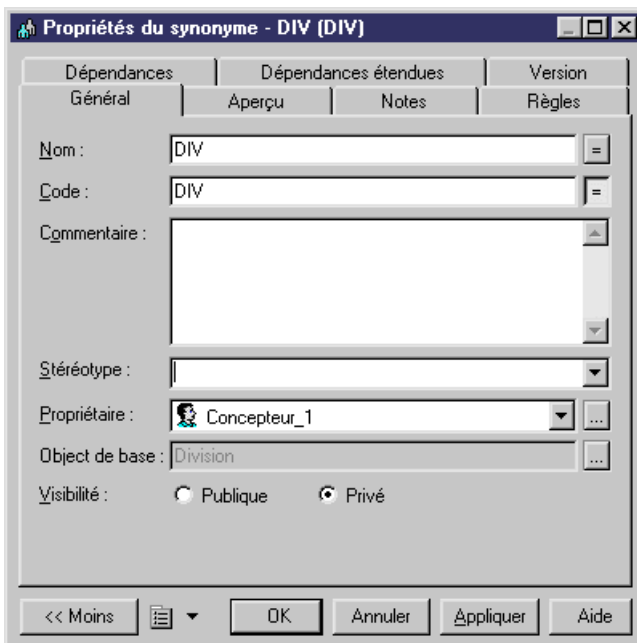 Propriétés du synonyme - DIV (DIV)
Dépendances Dépendances étendues Version
Général Aperçu Notes Règles
Nom : DIV =
Code : DIV =
Commentaire :
Stéréotype :
Propriétaire : Concepteur_1 ...
Object de base : Division ...
Visibilité : Publique Privé
<< Moins OK Annuler Appliquer Aide